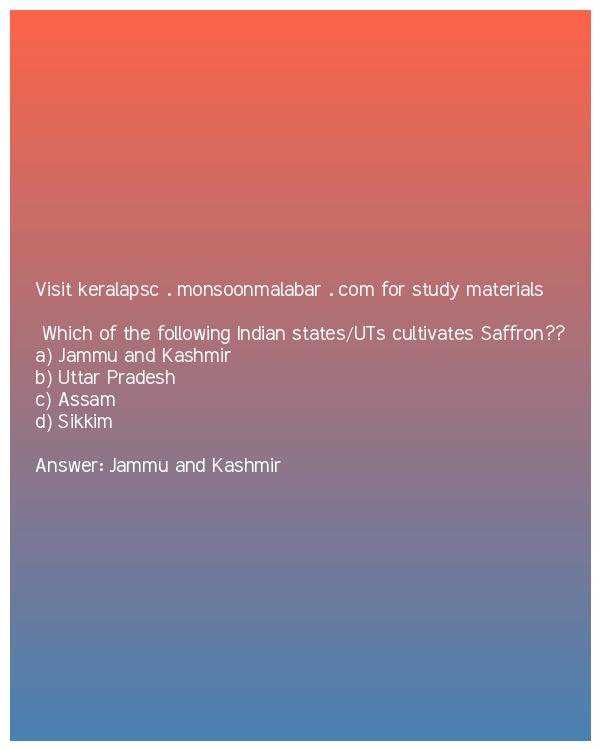 Visit keralapsc . monsoonmalabar . com for study materials
Which of the following Indian states/UTs cultivates Saffron??
a) Jammu and Kashmir
b) Uttar Pradesh
c) Assam
d) Sikkim
Answer: Jammu and Kashmir